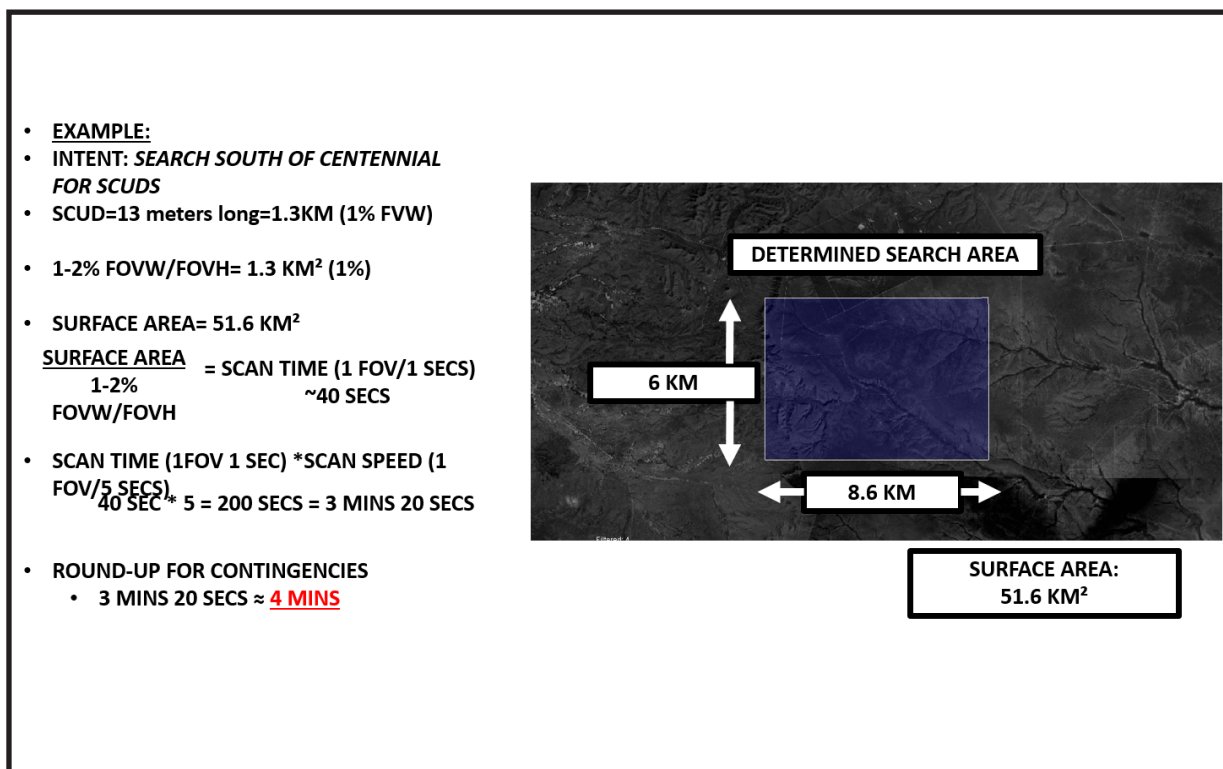 • EXAMPLE:
• INTENT: SEARCH SOUTH OF CENTENNIAL
FOR SCUDS
• SCUD=13 meters long=1.3KM (1% FVW)
• 1-2% FOVW/FOVH= 1.3 KM² (1%)
• SURFACE AREA= 51.6 KM²
SURFACE AREA
1-2%
FOVW/FOVH
= SCAN TIME (1 FOV/1 SECS)
~40 SECS
• SCAN TIME (1FOV 1 SEC) *SCAN SPEED (1
FOV/5 SECS)
40 SEC * 5 = 200 SECS = 3 MINS 20 SECS
• ROUND-UP FOR CONTINGENCIES
• 3 MINS 20 SECS ≈ 4 MINS
DETERMINED SEARCH AREA
6 KM
8.6 KM
Filtered: 4
SURFACE AREA:
51.6 KM²